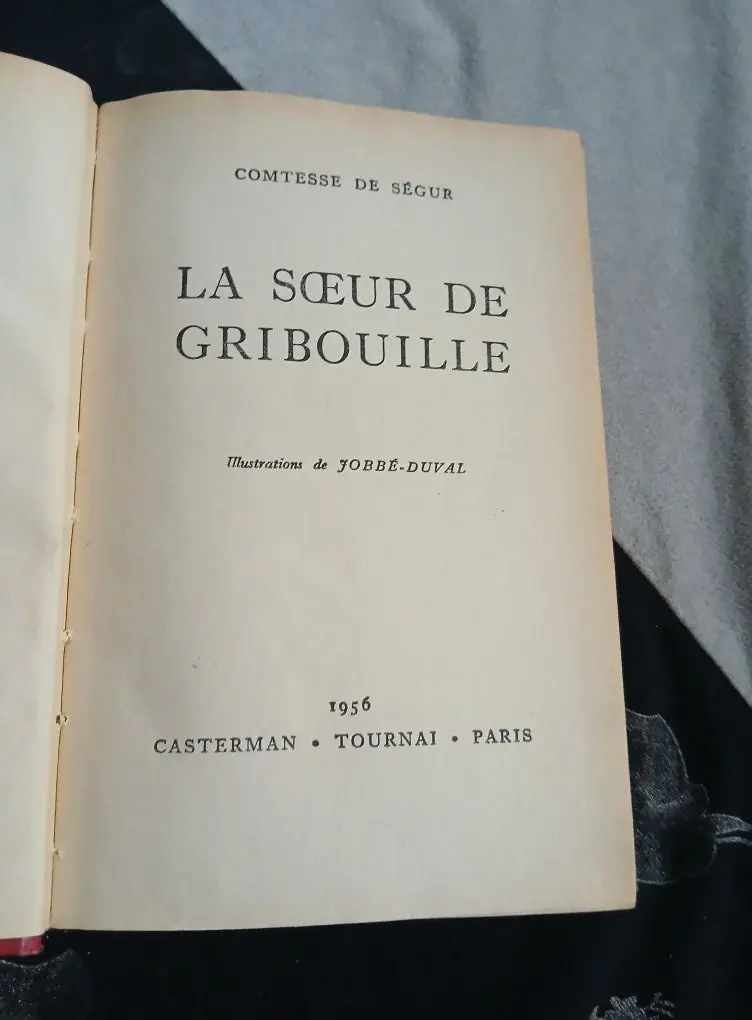 COMTESSE DE SÉGUR
LA SŒUR DE
GRIBOUILLE
Illustrations de JOBBÉ-DUVAL
1956
CASTERMAN • TOURNAI • PARIS